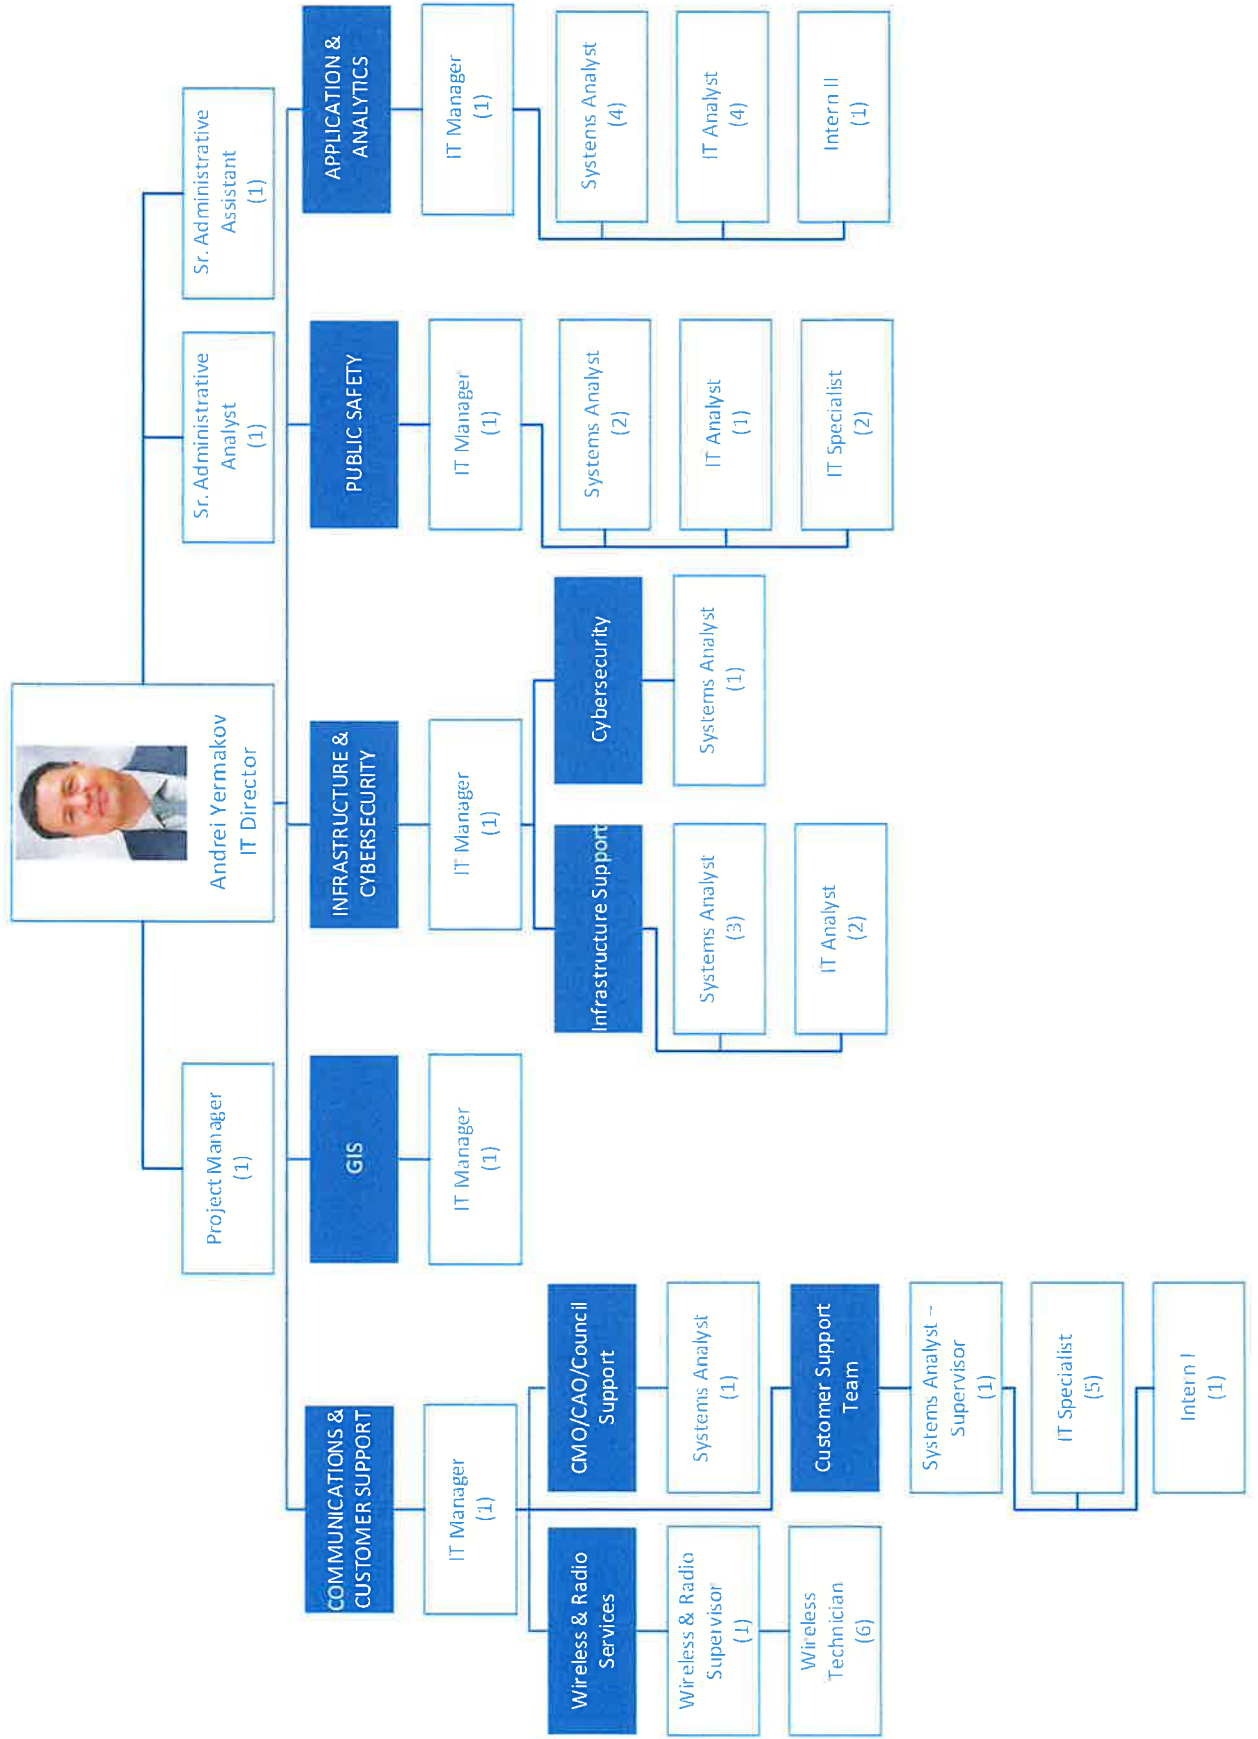 Andrei Yermakov
IT Director
Project Manager
(1)
Sr. Administrative
Analyst
(1)
Sr. Administrative
Assistant
(1)
COMMUNICATIONS &
CUSTOMER SUPPORT
IT Manager
(1)
Wireless & Radio
Services
Wireless & Radio
Supervisor
(1)
Wireless
Technician
(6)
CMO/CAO/Council
Support
Systems Analyst
(1)
Customer Support
Team
Systems Analyst –
Supervisor
(1)
IT Specialist
(5)
Intern I
(1)
GIS
IT Manager
(1)
INFRASTRUCTURE &
CYBERSECURITY
IT Manager
(1)
Infrastructure Support
Systems Analyst
(3)
IT Analyst
(2)
Cybersecurity
Systems Analyst
(1)
PUBLIC SAFETY
IT Manager
(1)
Systems Analyst
(2)
IT Analyst
(1)
IT Specialist
(2)
APPLICATION &
ANALYTICS
IT Manager
(1)
Systems Analyst
(4)
IT Analyst
(4)
Intern II
(1)